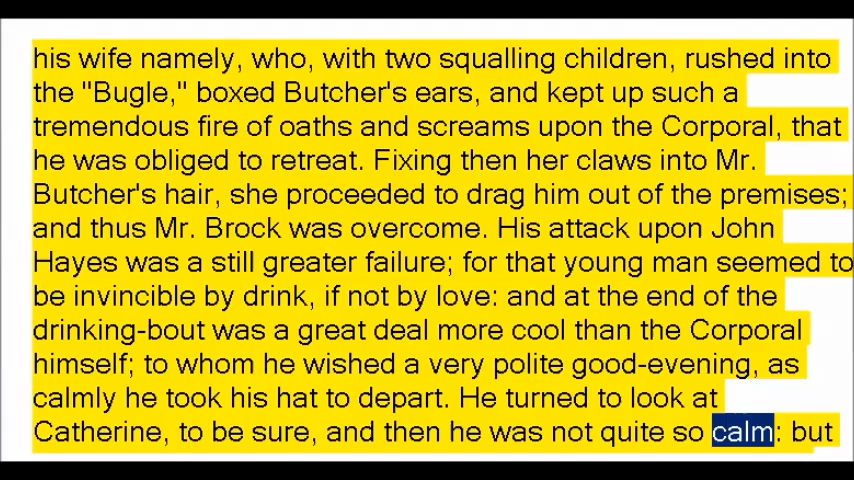 his wife namely, who, with two squalling children, rushed into
the "Bugle," boxed Butcher's ears, and kept up such a
tremendous fire of oaths and screams upon the Corporal, that
he was obliged to retreat. Fixing then her claws into Mr.
Butcher's hair, she proceeded to drag him out of the premises;
and thus Mr. Brock was overcome. His attack upon John
Hayes was a still greater failure; for that young man seemed to
be invincible by drink, if not by love: and at the end of the
drinking-bout was a great deal more cool than the Corporal
himself; to whom he wished a very polite good-evening, as
calmly he took his hat to depart. He turned to look at
Catherine, to be sure, and then he was not quite so calm: but